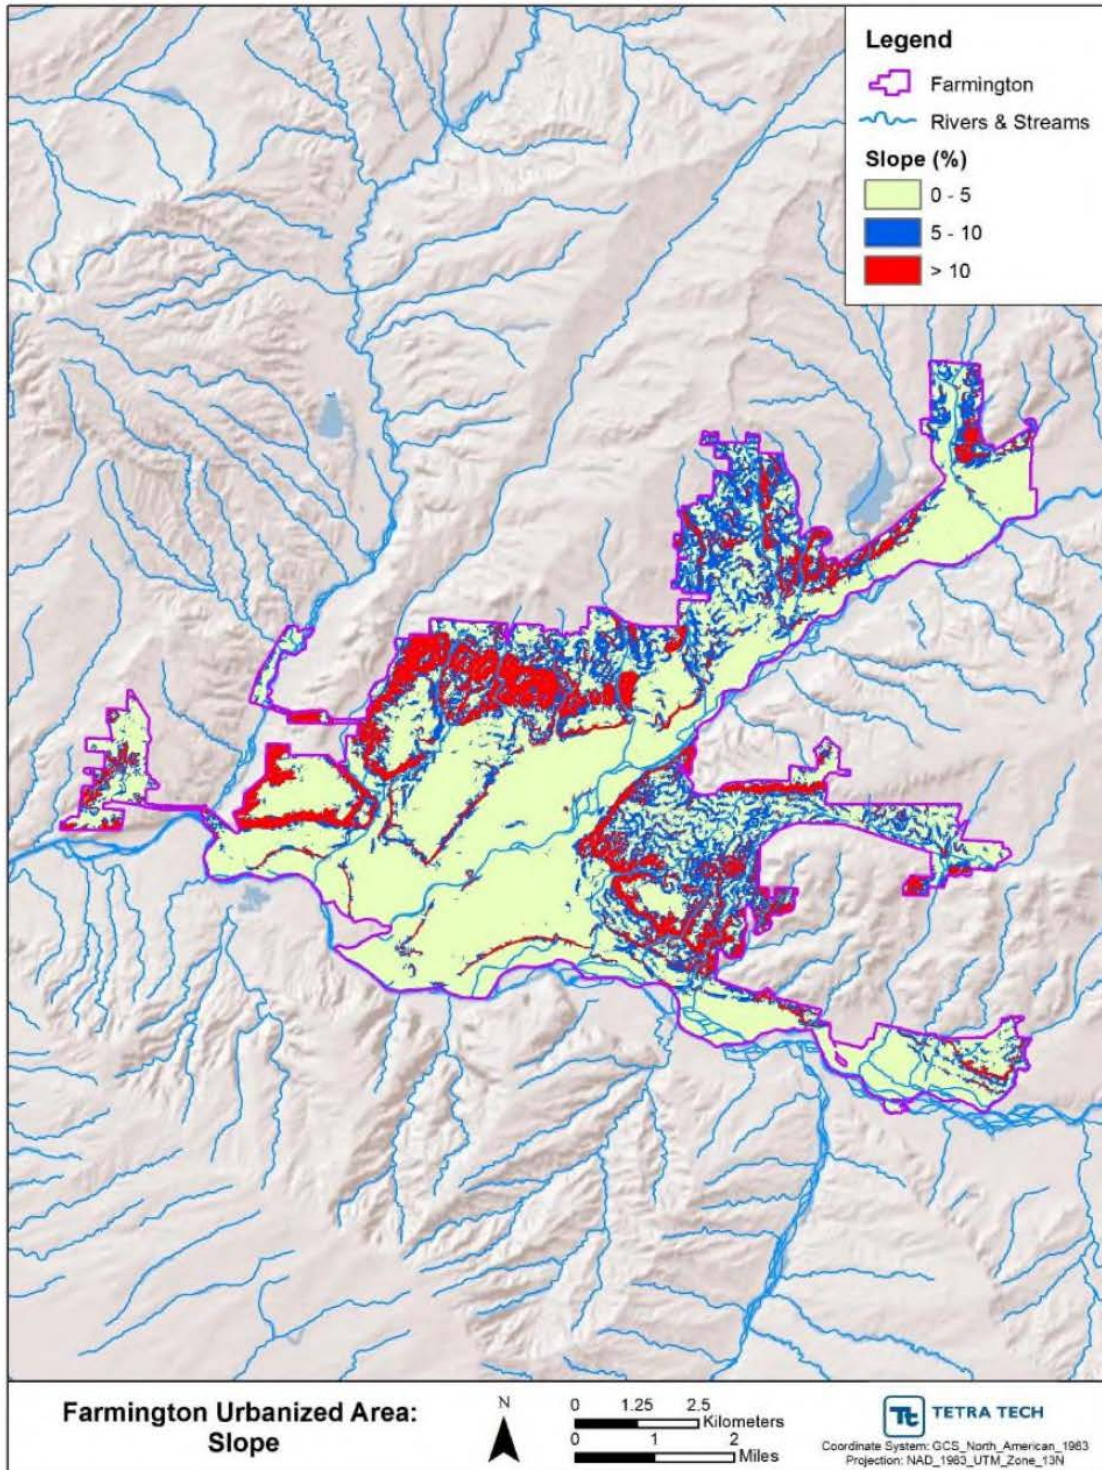 Legend
Farmington
Rivers & Streams
Slope (%)
0 - 5
5 - 10
> 10
Farmington Urbanized Area:
Slope
N
0 1.25 2.5
Kilometers
0 1 2
Miles
Tt TETRA TECH
Coordinate System: GCS_North_American_1983
Projection: NAD_1983_UTM_Zone_13N